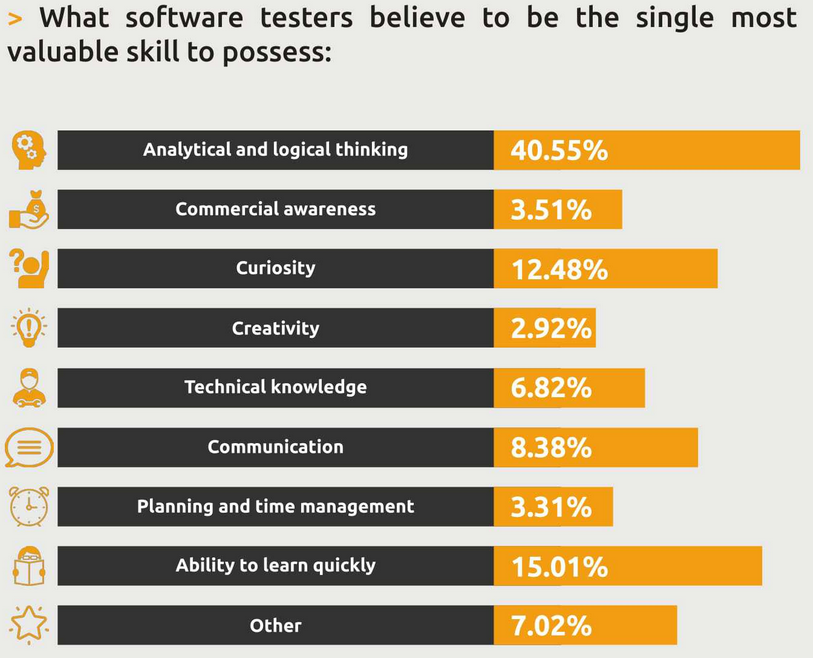 > What software testers believe to be the single most
valuable skill to possess:
Analytical and logical thinking 40.55%
Commercial awareness 3.51%
Curiosity 12.48%
Creativity 2.92%
Technical knowledge 6.82%
Communication 8.38%
Planning and time management 3.31%
Ability to learn quickly 15.01%
Other 7.02%